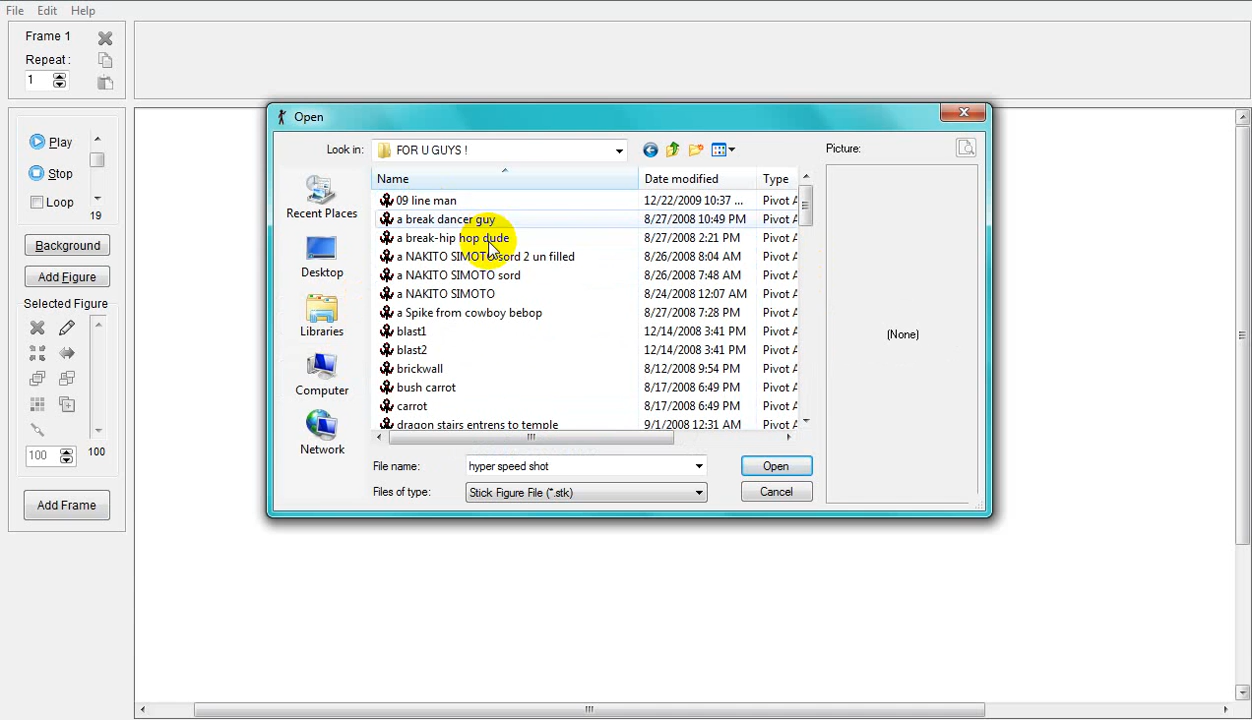 File Edit Help
Frame 1
Repeat :
1
Play
Stop
Loop
19
Background
Add Figure
Selected Figure
100 100
Add Frame
Open
Look in: FOR U GUYS !
Recent Places
Desktop
Libraries
Computer
Network
Name Date modified Type
09 line man 12/22/2009 10:37 ... Pivot A
a break dancer guy 8/27/2008 10:49 PM Pivot A
a break-hip hop dude 8/27/2008 2:21 PM Pivot A
a NAKITO SIMOTO sord 2 un filled 8/26/2008 8:04 AM Pivot A
a NAKITO SIMOTO sord 8/26/2008 7:48 AM Pivot A
a NAKITO SIMOTO 8/24/2008 12:07 AM Pivot A
a Spike from cowboy bebop 8/27/2008 7:28 PM Pivot A
blast1 12/14/2008 3:41 PM Pivot A
blast2 12/14/2008 3:41 PM Pivot A
brickwall 8/12/2008 9:54 PM Pivot A
bush carrot 8/17/2008 6:49 PM Pivot A
carrot 8/17/2008 6:49 PM Pivot A
dragon stairs entrens to temple 9/1/2008 12:31 AM Pivot A
File name: hyper speed shot
Files of type: Stick Figure File (*.stk)
Open
Cancel
Picture:
(None)